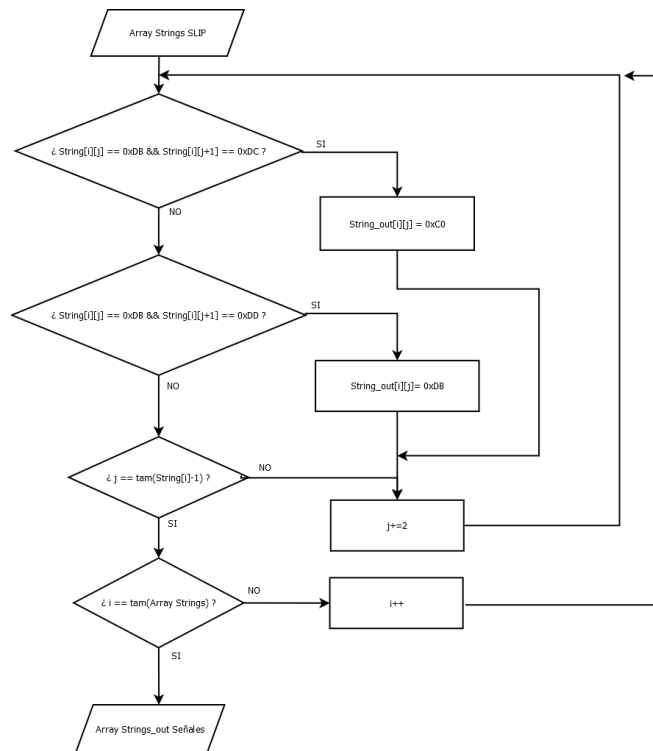 Array Strings SLIP
¿ String[i][j] == 0xDB && String[i][j+1] == 0xDC ?
SI
NO
String_out[i][j] = 0xC0
¿ String[i][j] == 0xDB && String[i][j+1] == 0xDD ?
SI
NO
String_out[i][j]= 0xDB
¿ j == tam(String[i]-1) ?
NO
SI
j+=2
¿ i == tam(Array Strings) ?
NO
i++
SI
Array Strings_out Señales